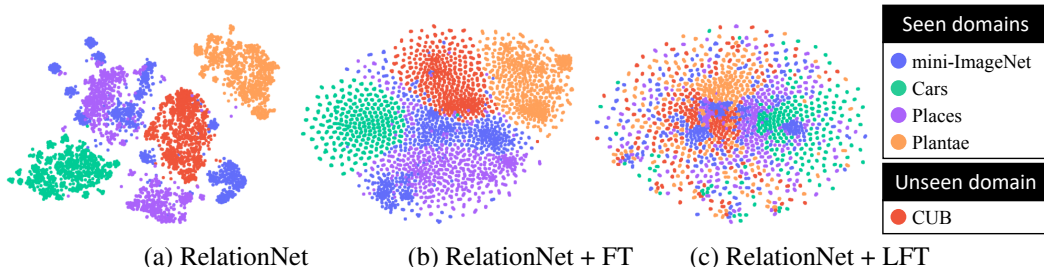 Seen domains
mini-ImageNet
Cars
Places
Plantae
Unseen domain
CUB
(a) RelationNet
(b) RelationNet + FT
(c) RelationNet + LFT